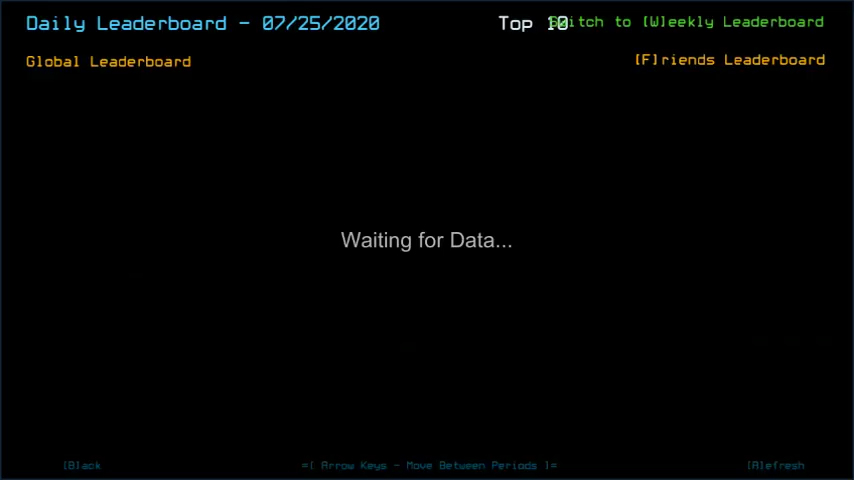 Daily Leaderboard - 07/25/2020 Top 10 Switch to [W]eekly Leaderboard
Global Leaderboard [F]riends Leaderboard
Waiting for Data...
[B]ack =[ Arrow Keys - Move Between Periods ]= [R]efresh